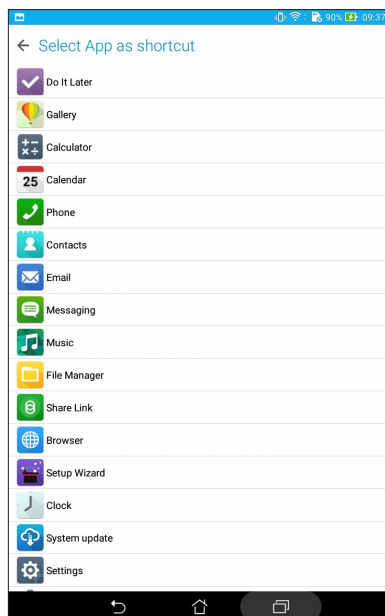 90% 09:37
Select App as shortcut
Do It Later
Gallery
Calculator
25 Calendar
Phone
Contacts
Email
Messaging
Music
File Manager
Share Link
Browser
Setup Wizard
Clock
System update
Settings